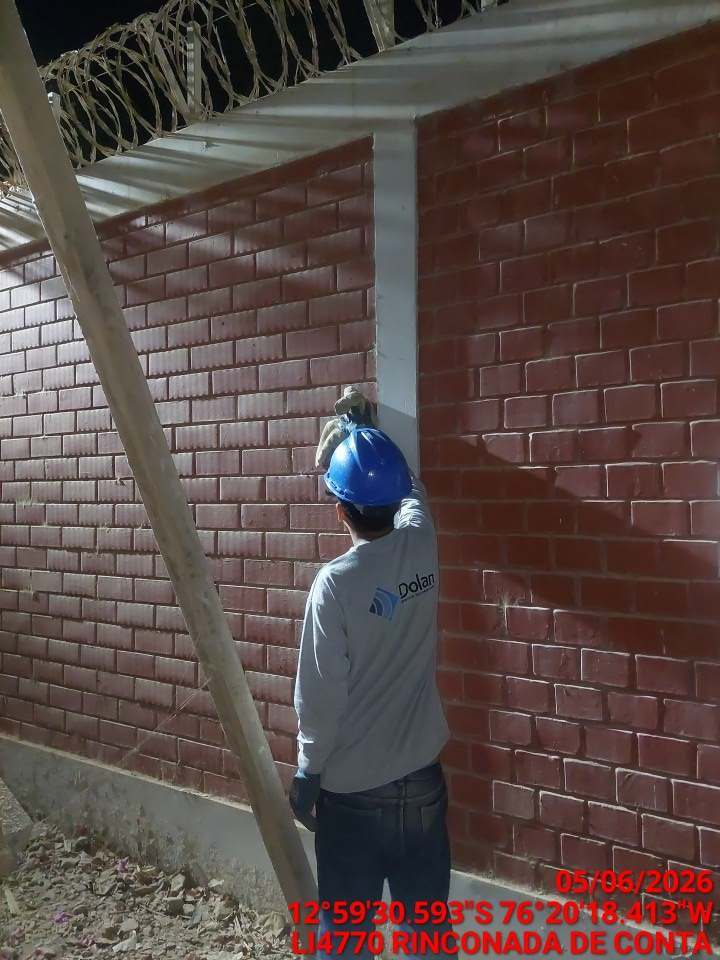 Dolan
05/06/2026
12°59'30.593"S 76°20'18.413"W
LI4770 RINCONADA DE CONTA